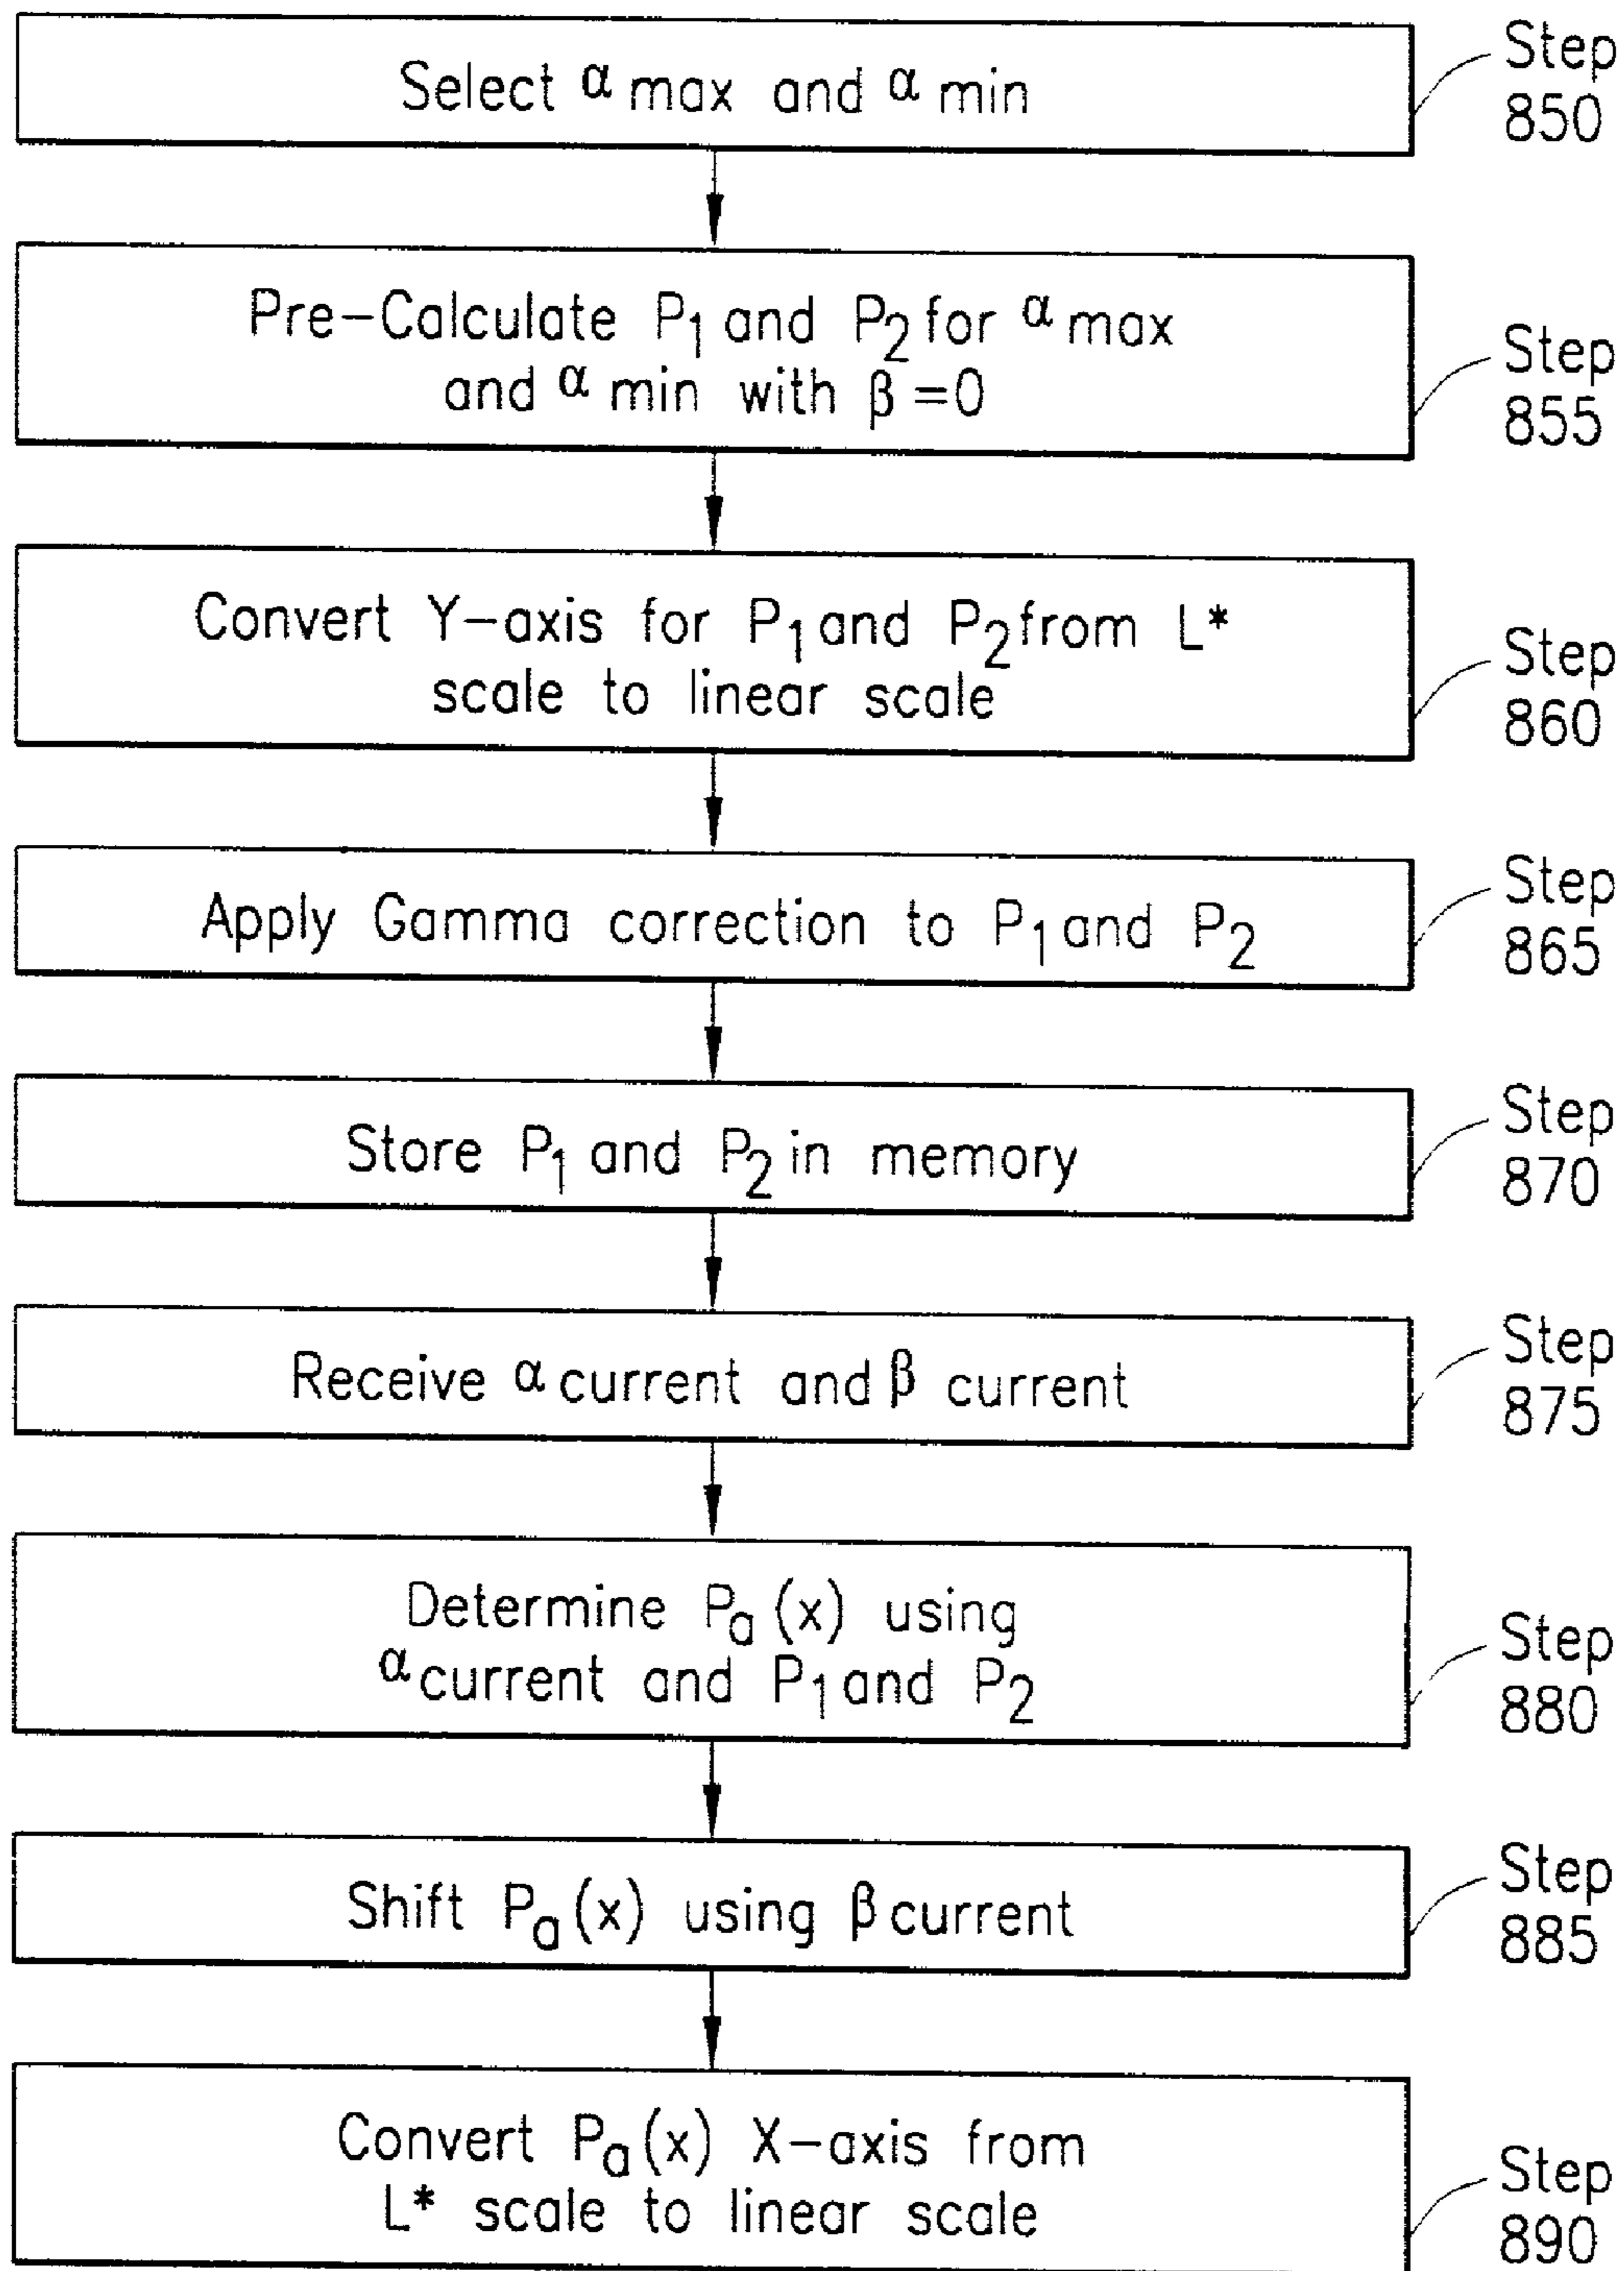 Select α max and α min
Step
850
Pre-Calculate P₁ and P₂ for α max
and α min with β=0
Step
855
Convert Y-axis for P₁ and P₂ from L*
scale to linear scale
Step
860
Apply Gamma correction to P₁ and P₂
Step
865
Store P₁ and P₂ in memory
Step
870
Receive α current and β current
Step
875
Determine Pₐ(x) using
α current and P₁ and P₂
Step
880
Shift Pₐ(x) using β current
Step
885
Convert Pₐ(x) X-axis from
L* scale to linear scale
Step
890